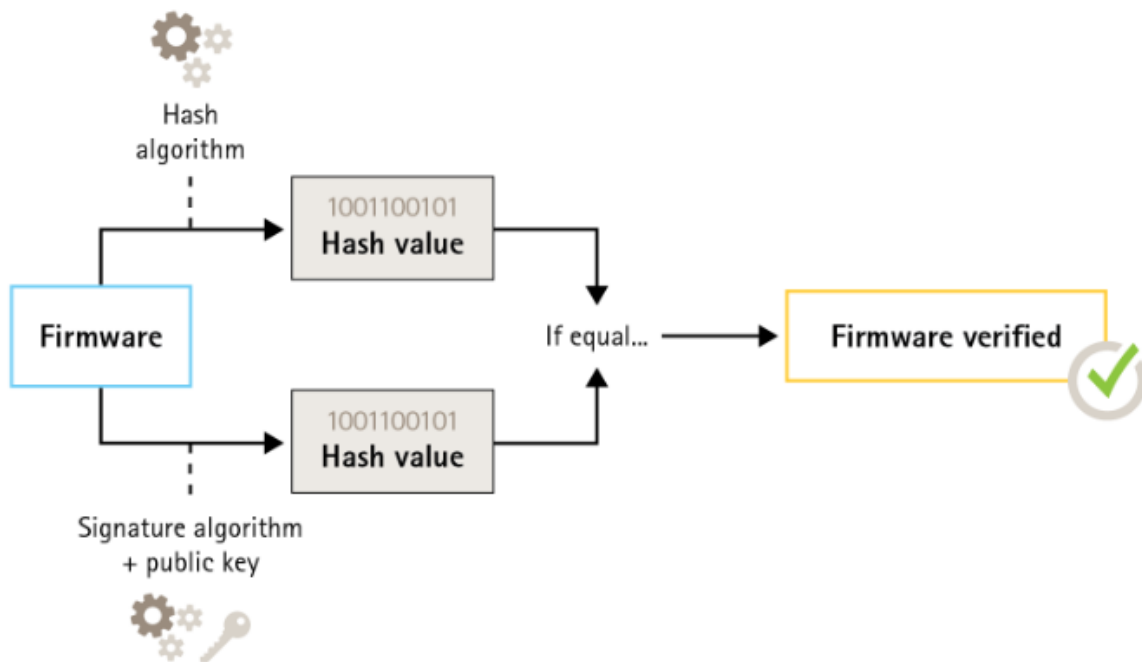 Hash
algorithm
1001100101
Hash value
Firmware
If equal...
Firmware verified
1001100101
Hash value
Signature algorithm
+ public key